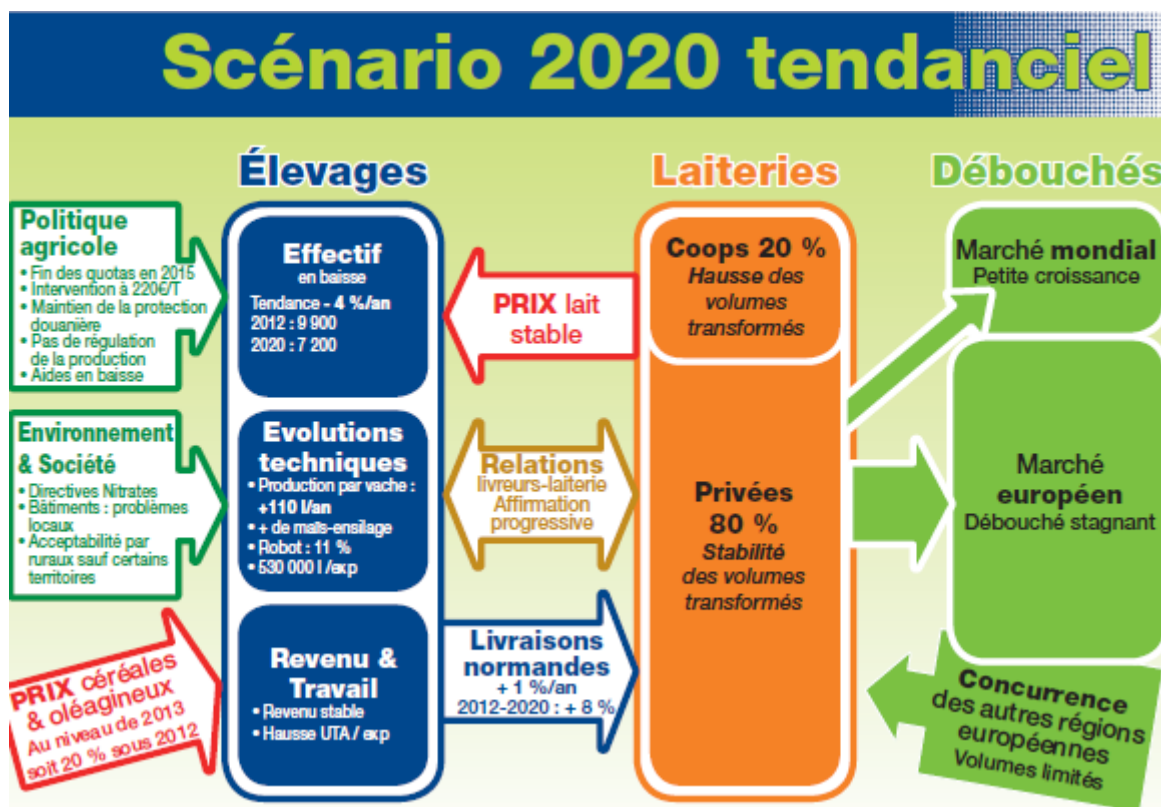 Scénario 2020 tendanciel
Élevages
Laiteries
Débouchés
Politique
agricole
• Fin des quotas en 2015
• Intervention à 220€/T
• Maintien de la protection
douanière
• Pas de régulation
de la production
• Aides en baisse
Environnement
& Société
• Directives Nitrates
• Bâtiments : problèmes
locaux
• Acceptabilité par
ruraux sauf certains
territoires
PRIX céréales
& oléagineux
Au niveau de 2013
soit 20 % sous 2012
Effectif
en baisse
Tendance - 4 %/an
2012 : 9 900
2020 : 7 200
Evolutions
techniques
• Production par vache :
+110 l/an
• + de maïs-ensilage
• Robot : 11 %
• 530 000 l /exp
Revenu &
Travail
• Revenu stable
• Hausse UTA / exp
PRIX lait
stable
Relations
livreurs-laiterie
Affirmation
progressive
Livraisons
normandes
+ 1 %/an
2012-2020 : + 8 %
Coops 20 %
Hausse des
volumes
transformés
Privées
80 %
Stabilité
des volumes
transformés
Marché mondial
Petite croissance
Marché
européen
Débouché stagnant
Concurrence
des autres régions
européennes
Volumes limités